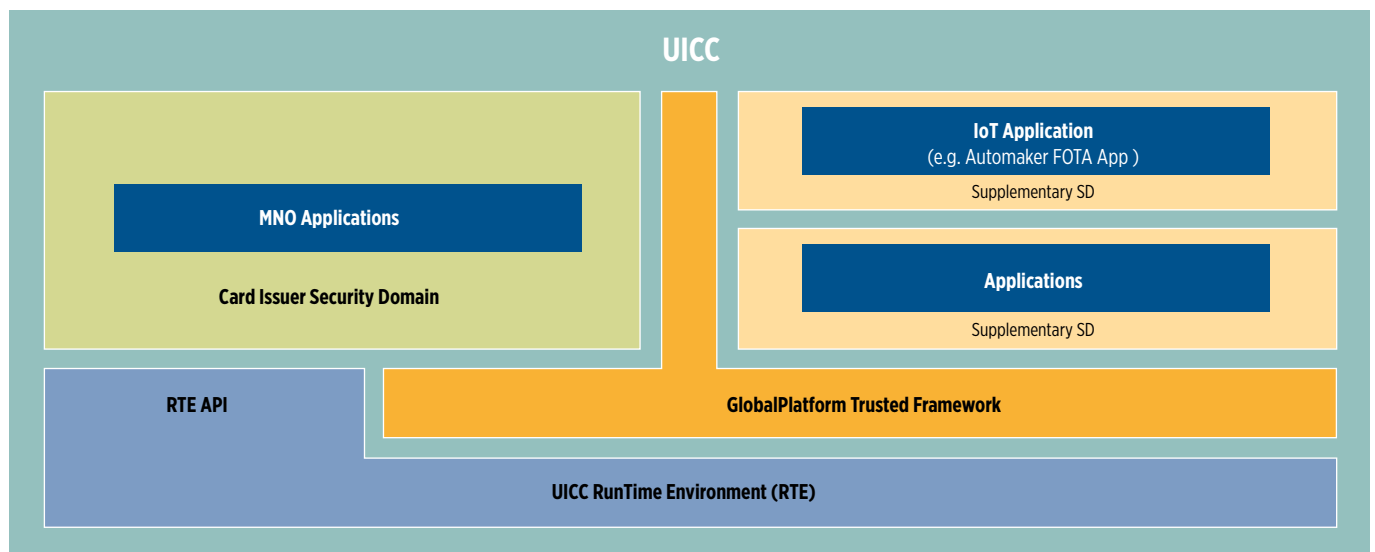 UICC
MNO Applications
Card Issuer Security Domain
IoT Application
(e.g. Automaker FOTA App )
Supplementary SD
Applications
Supplementary SD
RTE API
GlobalPlatform Trusted Framework
UICC RunTime Environment (RTE)